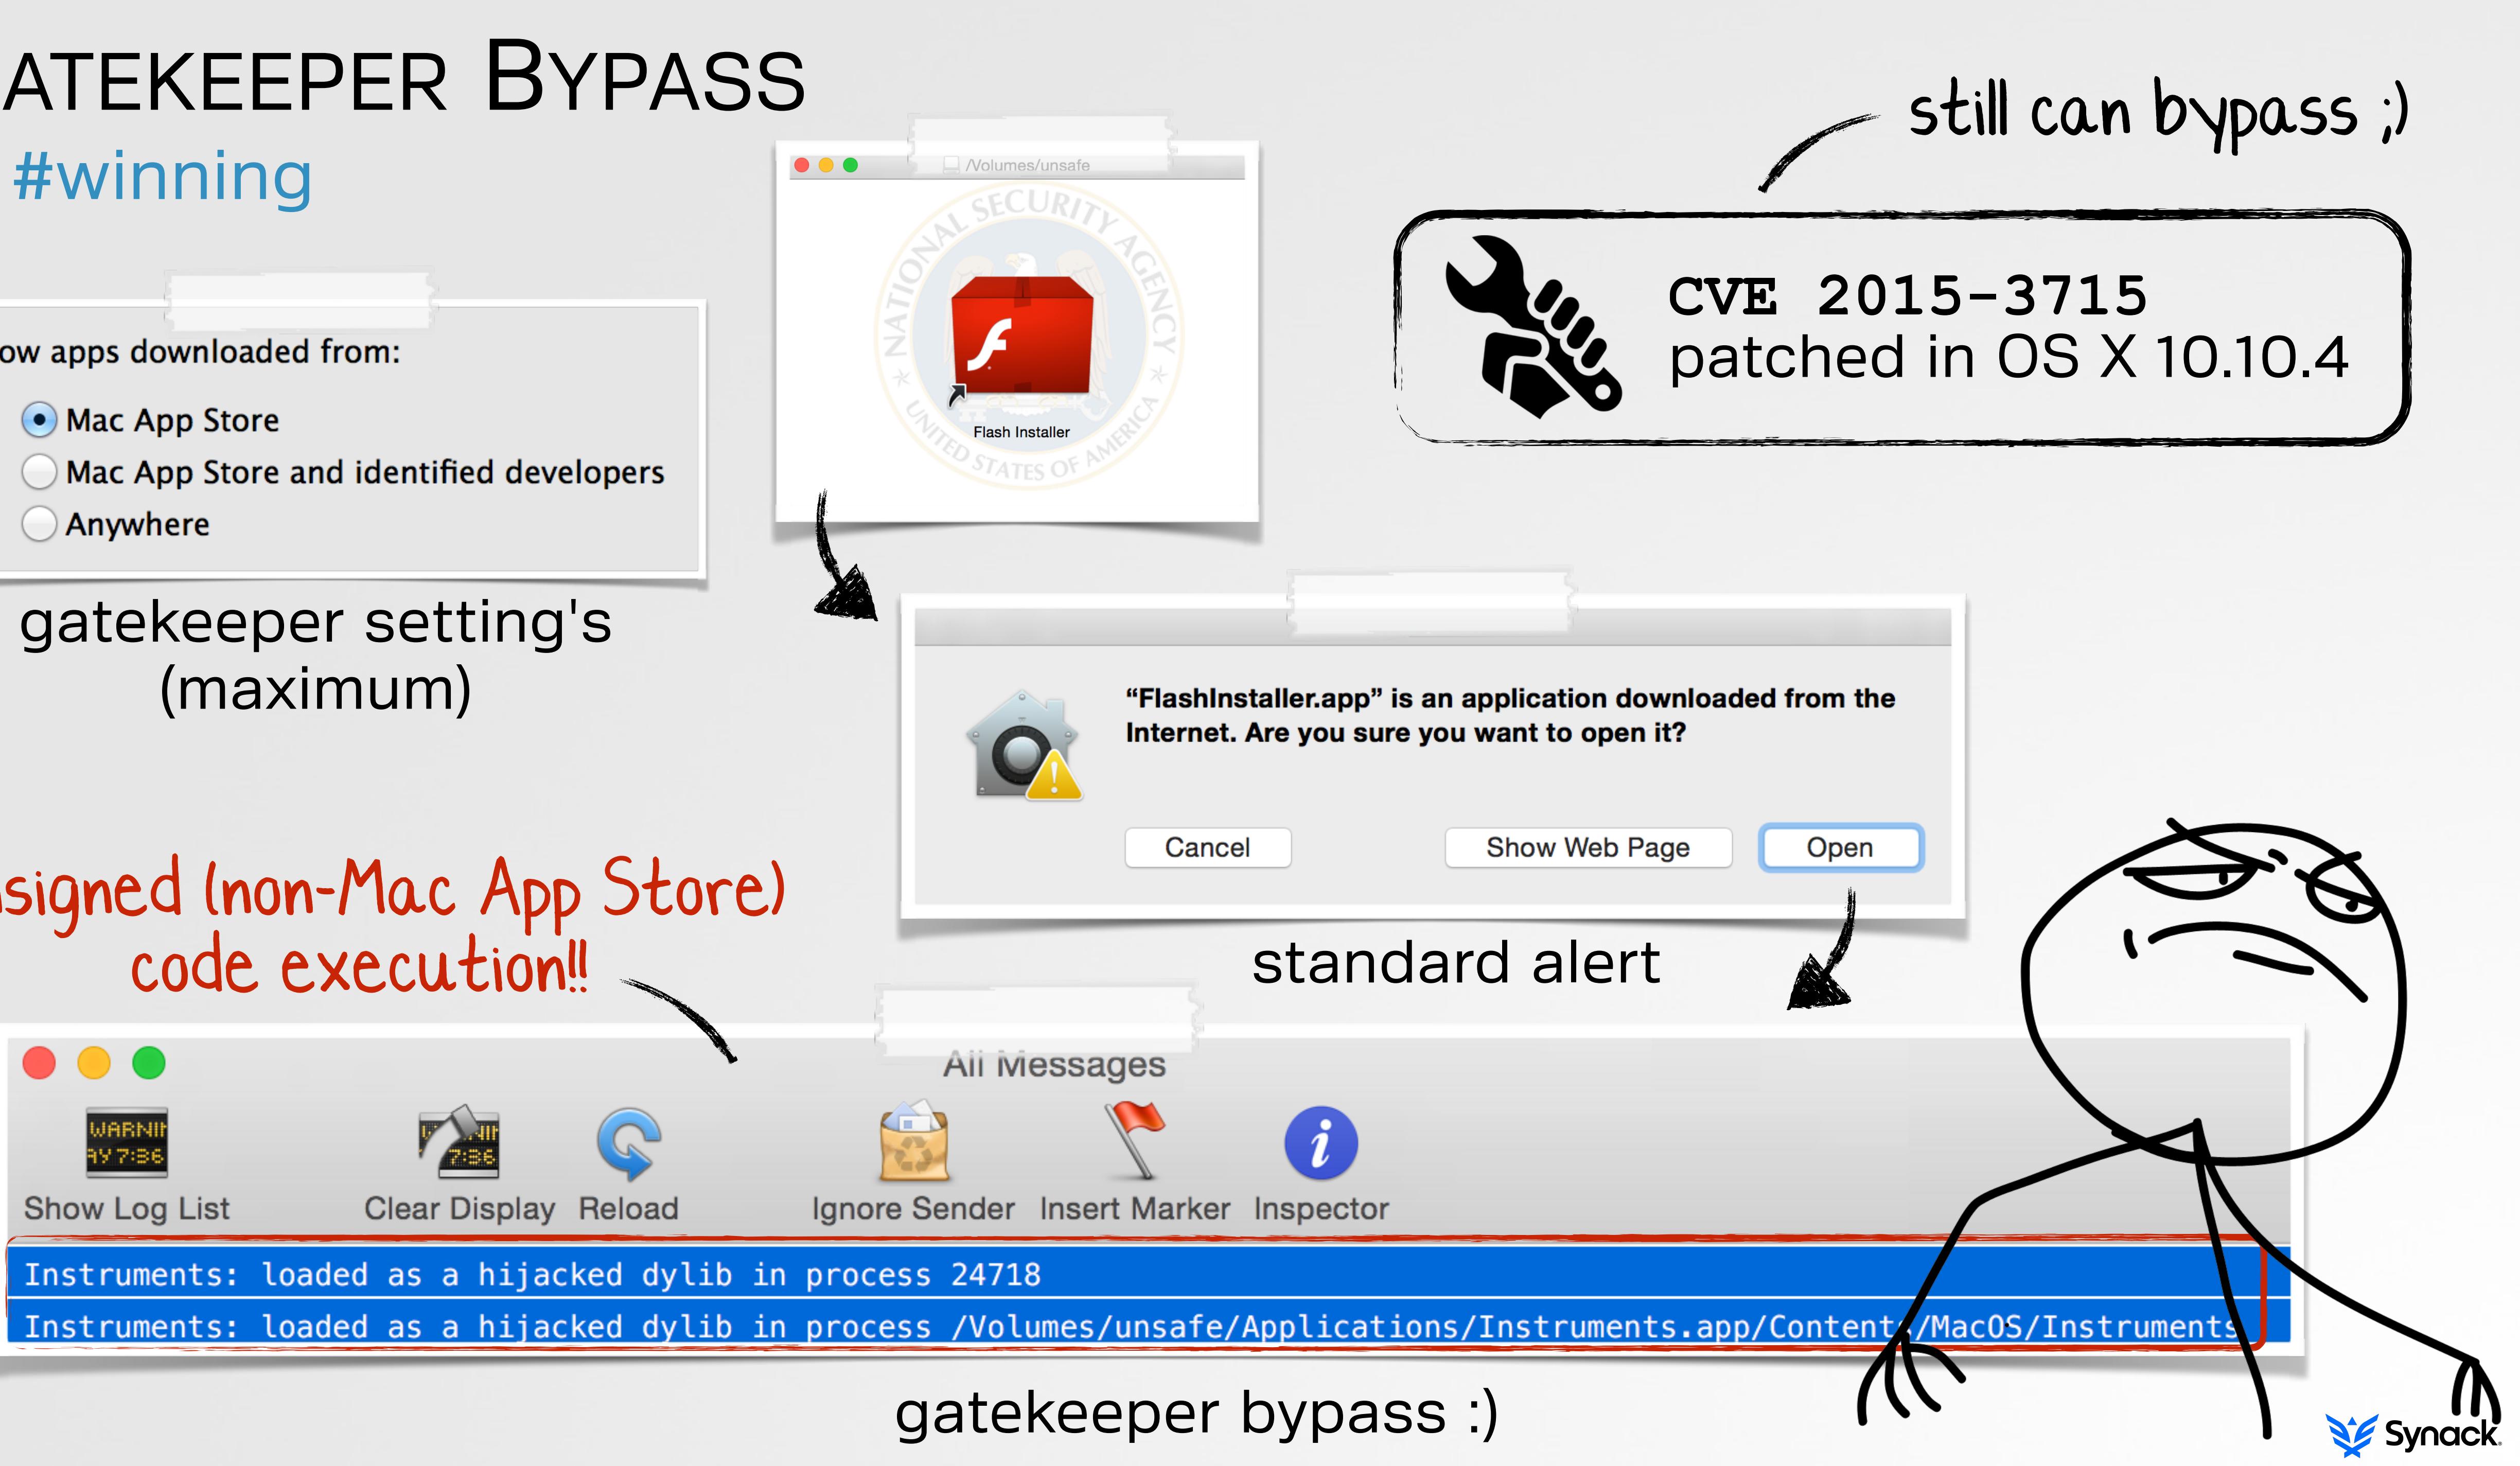 ATEKEEPER BYPASS
#winning
still can bypass ;)
/Volumes/unsafe
NATIONAL SECURITY AGENCY
UNITED STATES OF AMERICA
Flash Installer
CVE 2015-3715
patched in OS X 10.10.4
ow apps downloaded from:
Mac App Store
Mac App Store and identified developers
Anywhere
gatekeeper setting's
(maximum)
“FlashInstaller.app” is an application downloaded from the
Internet. Are you sure you want to open it?
Cancel
Show Web Page
Open
standard alert
signed (non-Mac App Store)
code execution!!
All Messages
WARNIN
AY 7:36
7:36
Show Log List
Clear Display
Reload
Ignore Sender
Insert Marker
Inspector
Instruments: loaded as a hijacked dylib in process 24718
Instruments: loaded as a hijacked dylib in process /Volumes/unsafe/Applications/Instruments.app/Contents/MacOS/Instruments
gatekeeper bypass :)
Synack